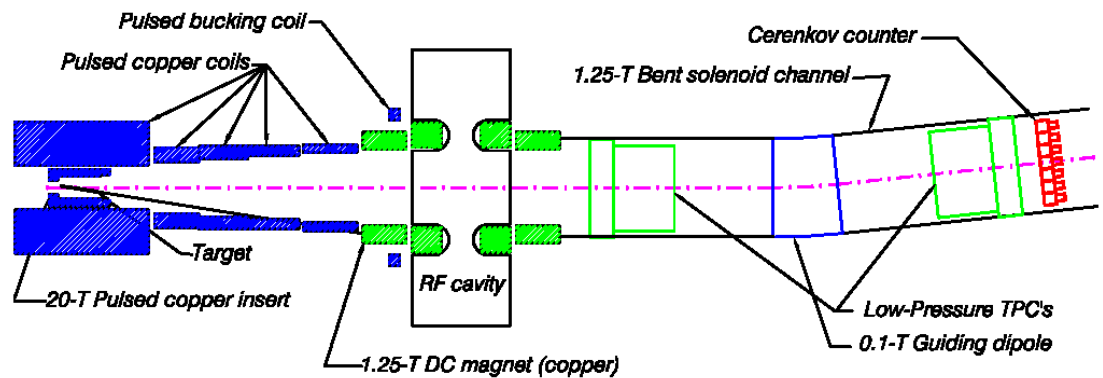 Pulsed bucking coil
Cerenkov counter
Pulsed copper coils
1.25-T Bent solenoid channel
Target
RF cavity
20-T Pulsed copper insert
Low-Pressure TPC's
0.1-T Guiding dipole
1.25-T DC magnet (copper)